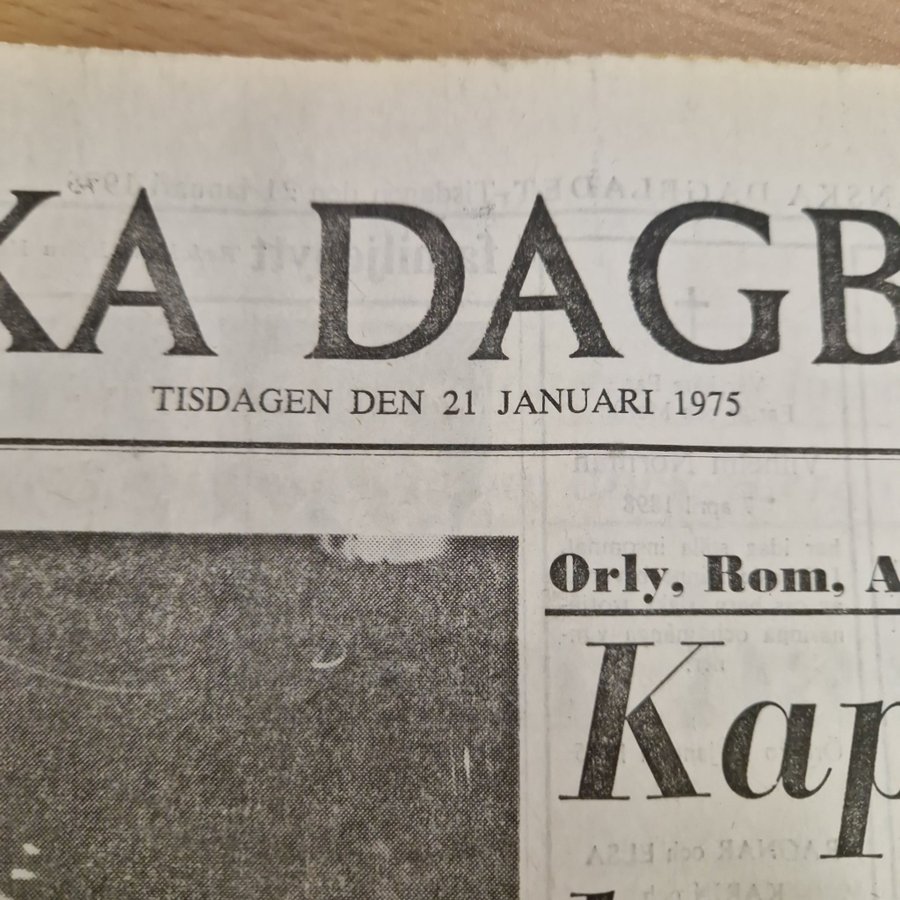 KA DAGB
TISDAGEN DEN 21 JANUARI 1975
Orly, Rom, A
Kap